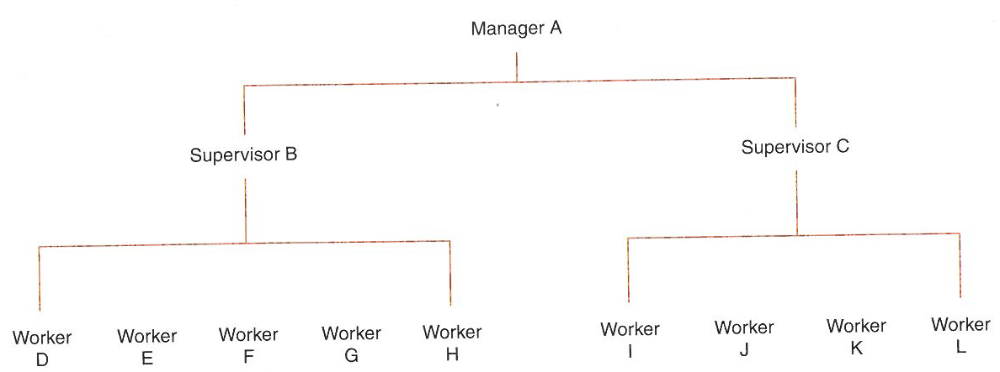 Manager A
Supervisor B
Supervisor C
Worker D
Worker E
Worker F
Worker G
Worker H
Worker I
Worker J
Worker K
Worker L